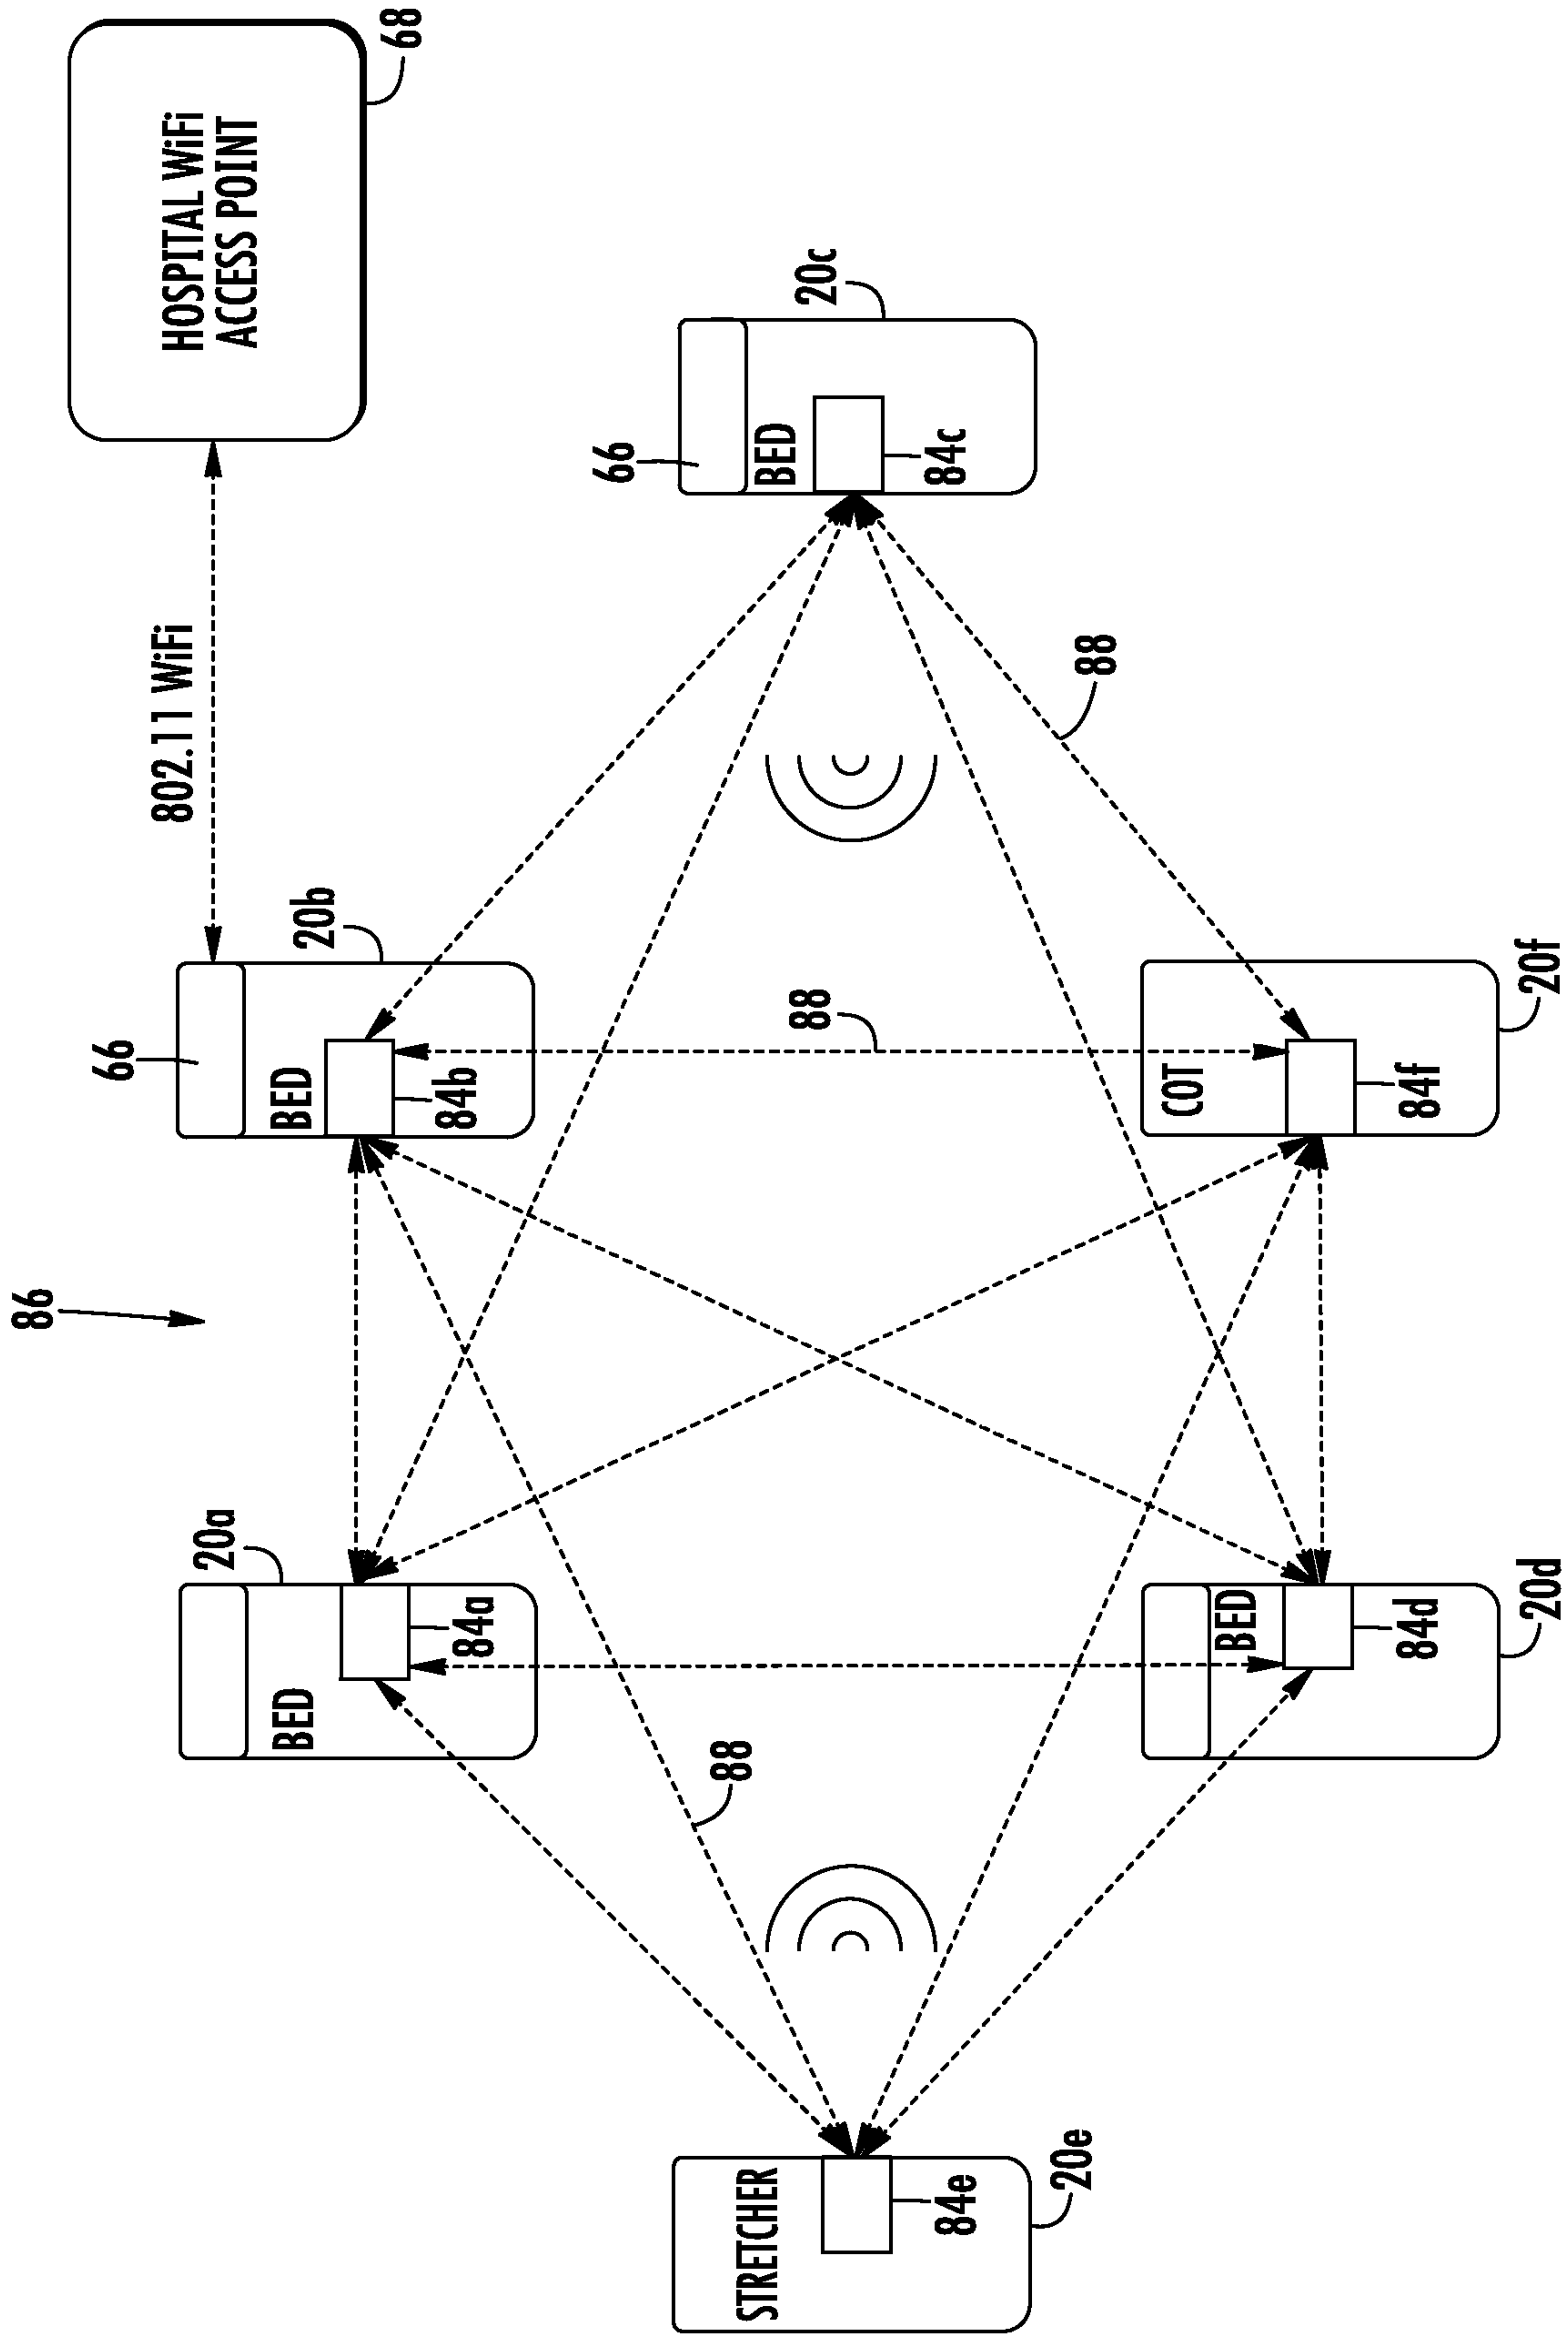 86
HOSPITAL WiFi
ACCESS POINT
68
802.11 WiFi
66
20b
BED
84b
20a
BED
84a
66
20c
BED
84c
88
88
88
STRETCHER
84e
20e
BED
84d
20d
COT
84f
20f